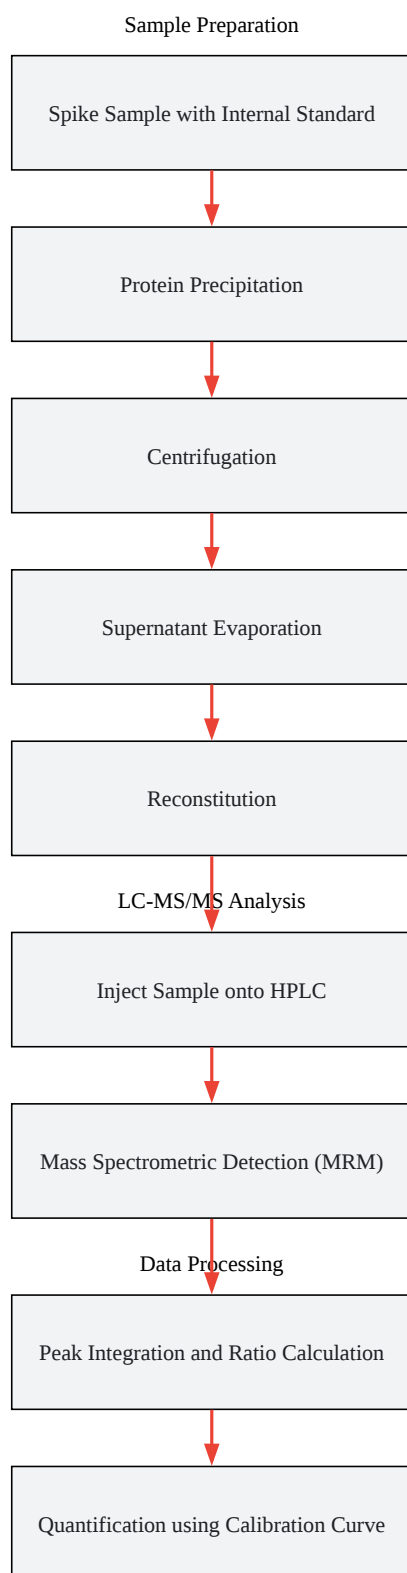 Sample Preparation
Spike Sample with Internal Standard
Protein Precipitation
Centrifugation
Supernatant Evaporation
Reconstitution
LC-MS/MS Analysis
Inject Sample onto HPLC
Mass Spectrometric Detection (MRM)
Data Processing
Peak Integration and Ratio Calculation
Quantification using Calibration Curve